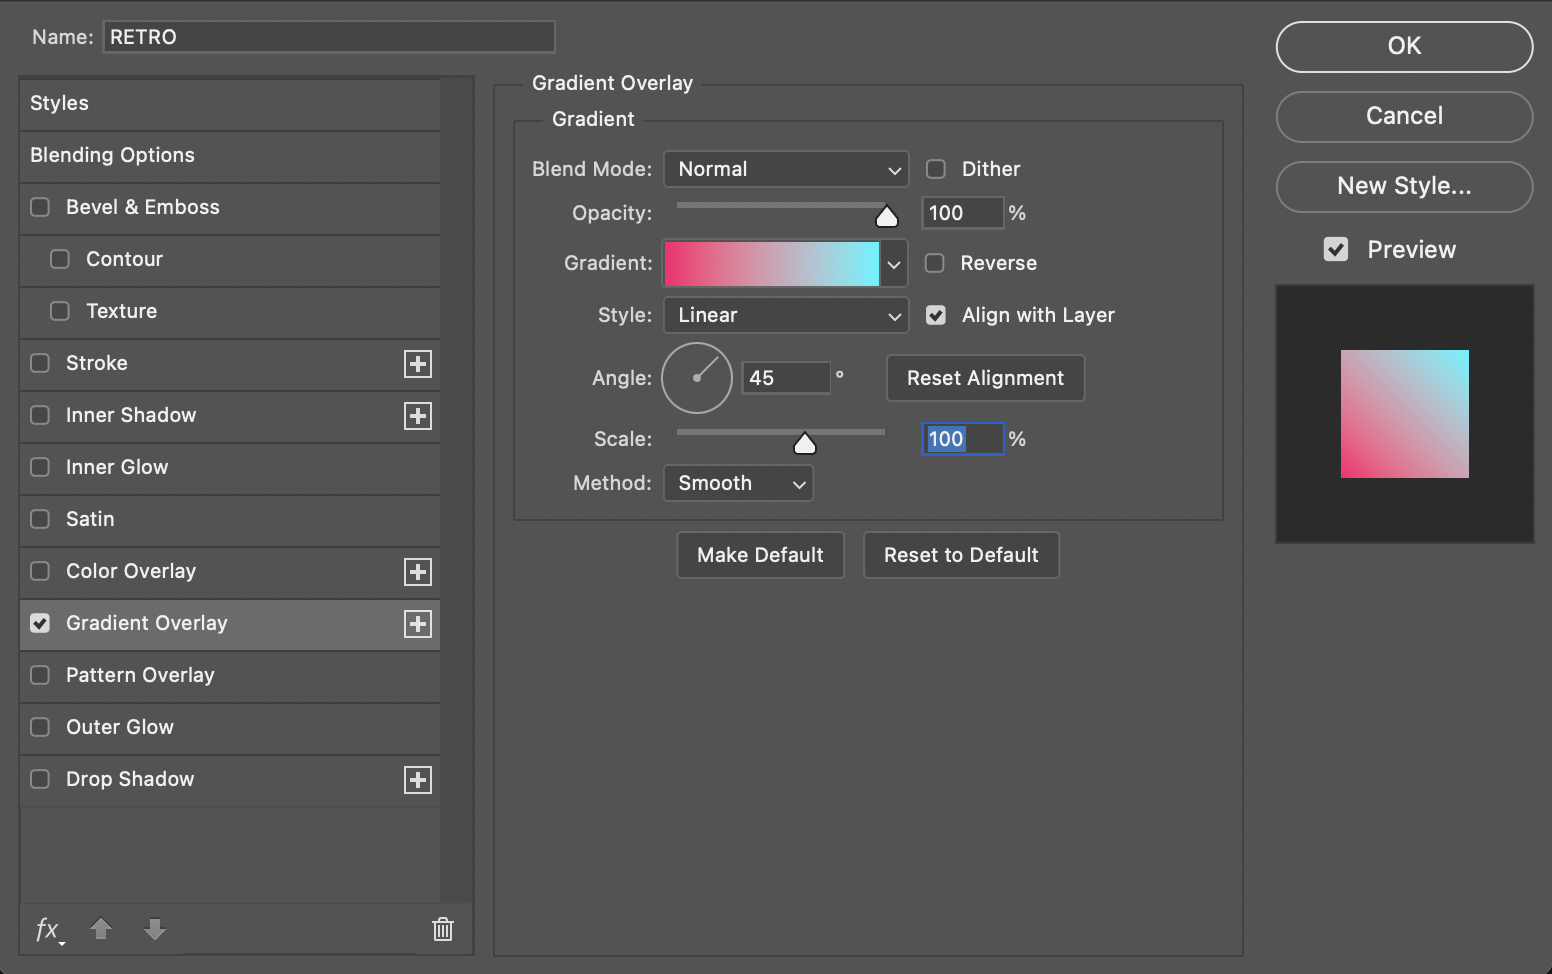 Name: RETRO
Styles
Blending Options
Bevel & Emboss
Contour
Texture
Stroke
Inner Shadow
Inner Glow
Satin
Color Overlay
Gradient Overlay
Pattern Overlay
Outer Glow
Drop Shadow
fx
Gradient Overlay
Gradient
Blend Mode: Normal Dither
Opacity: 100 %
Gradient: Reverse
Style: Linear Align with Layer
Angle: 45 ° Reset Alignment
Scale: 100 %
Method: Smooth
Make Default Reset to Default
OK
Cancel
New Style...
Preview